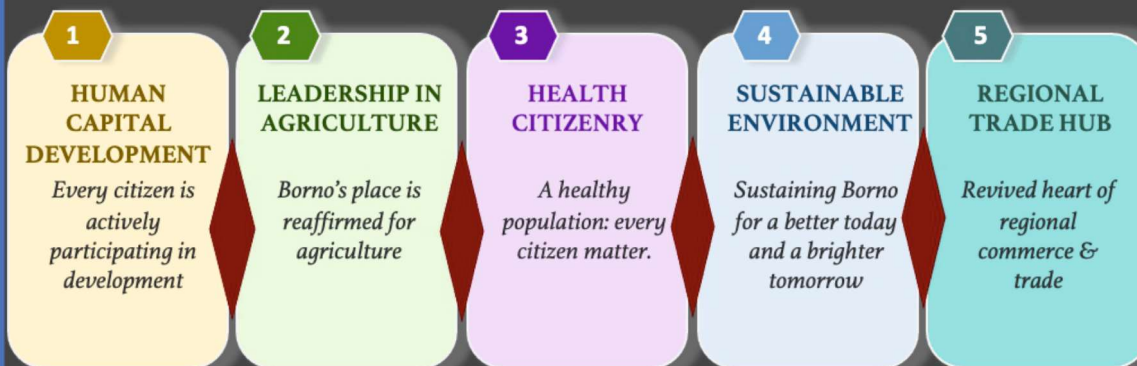 1
HUMAN
CAPITAL
DEVELOPMENT
Every citizen is
actively
participating in
development
2
LEADERSHIP IN
AGRICULTURE
Borno's place is
reaffirmed for
agriculture
3
HEALTH
CITIZENRY
A healthy
population: every
citizen matter.
4
SUSTAINABLE
ENVIRONMENT
Sustaining Borno
for a better today
and a brighter
tomorrow
5
REGIONAL
TRADE HUB
Revived heart of
regional
commerce &
trade